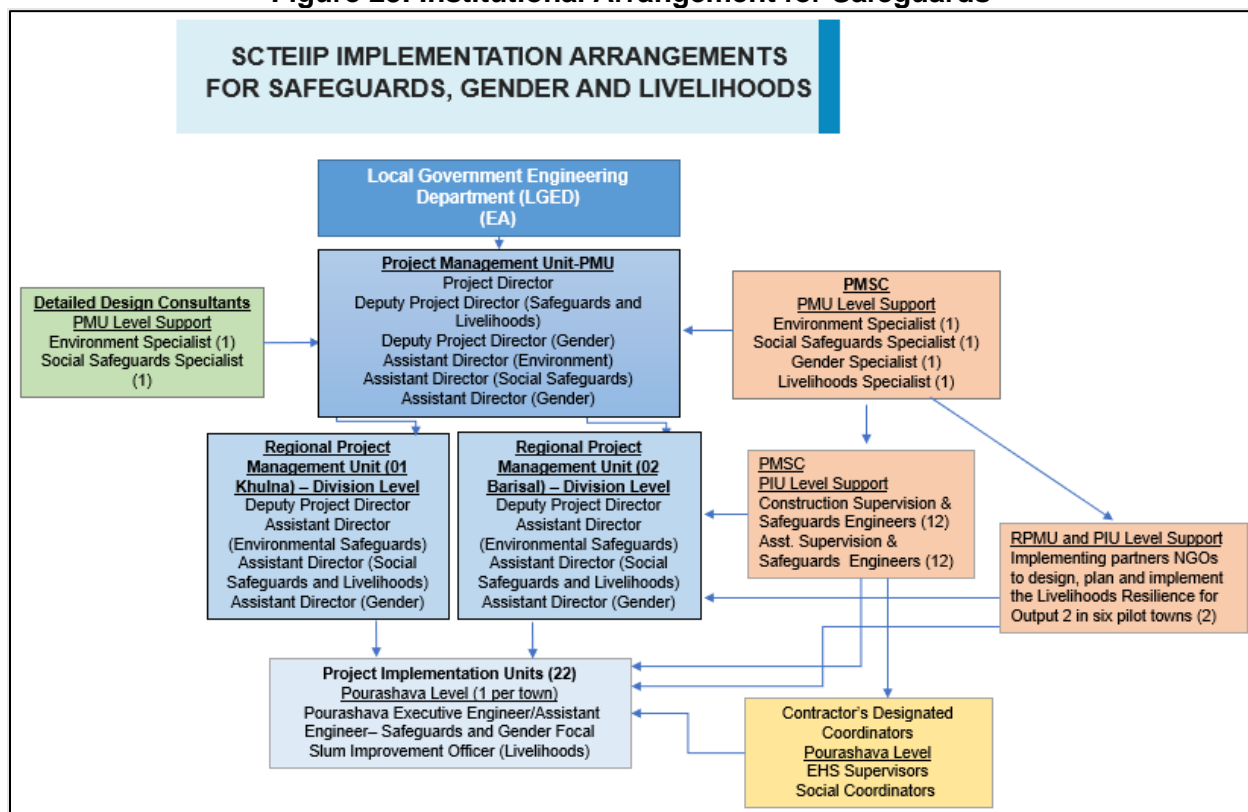 Figure 25: Institutional Arrangement for Safeguards
SCTEIIP IMPLEMENTATION ARRANGEMENTS
FOR SAFEGUARDS, GENDER AND LIVELIHOODS
Local Government Engineering
Department (LGED)
(EA)
Project Management Unit-PMU
Project Director
Deputy Project Director (Safeguards and
Livelihoods)
Deputy Project Director (Gender)
Assistant Director (Environment)
Assistant Director (Social Safeguards)
Assistant Director (Gender)
Detailed Design Consultants
PMU Level Support
Environment Specialist (1)
Social Safeguards Specialist
(1)
PMSC
PMU Level Support
Environment Specialist (1)
Social Safeguards Specialist (1)
Gender Specialist (1)
Livelihoods Specialist (1)
Regional Project
Management Unit (01
Khulna) – Division Level
Deputy Project Director
Assistant Director
(Environmental Safeguards)
Assistant Director (Social
Safeguards and Livelihoods)
Assistant Director (Gender)
Regional Project
Management Unit (02
Barisal) – Division Level
Deputy Project Director
Assistant Director
(Environmental Safeguards)
Assistant Director (Social
Safeguards and Livelihoods)
Assistant Director (Gender)
PMSC
PIU Level Support
Construction Supervision &
Safeguards Engineers (12)
Asst. Supervision &
Safeguards Engineers (12)
RPMU and PIU Level Support
Implementing partners NGOs
to design, plan and implement
the Livelihoods Resilience for
Output 2 in six pilot towns (2)
Project Implementation Units (22)
Pourashava Level (1 per town)
Pourashava Executive Engineer/Assistant
Engineer– Safeguards and Gender Focal
Slum Improvement Officer (Livelihoods)
Contractor's Designated
Coordinators
Pourashava Level
EHS Supervisors
Social Coordinators